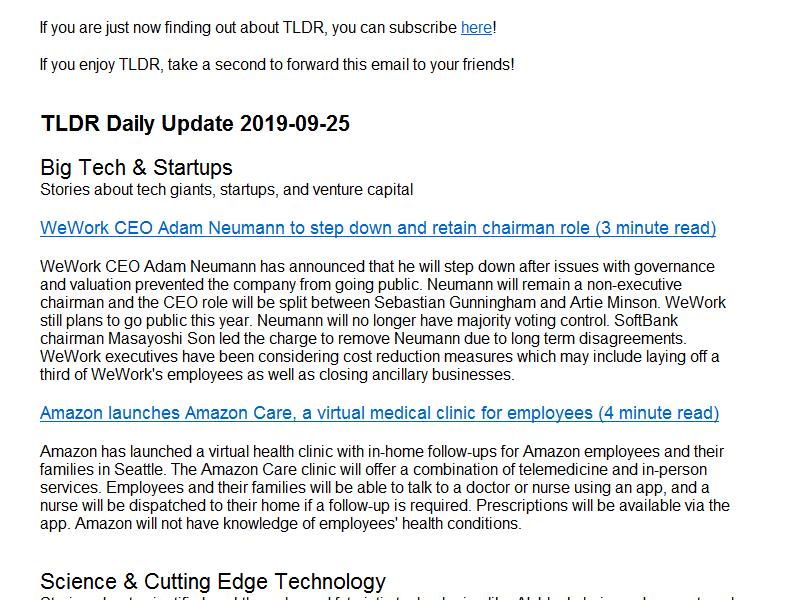 If you are just now finding out about TLDR, you can subscribe here!
If you enjoy TLDR, take a second to forward this email to your friends!
TLDR Daily Update 2019-09-25
Big Tech & Startups
Stories about tech giants, startups, and venture capital
WeWork CEO Adam Neumann to step down and retain chairman role (3 minute read)
WeWork CEO Adam Neumann has announced that he will step down after issues with governance
and valuation prevented the company from going public. Neumann will remain a non-executive
chairman and the CEO role will be split between Sebastian Gunningham and Artie Minson. WeWork
still plans to go public this year. Neumann will no longer have majority voting control. SoftBank
chairman Masayoshi Son led the charge to remove Neumann due to long term disagreements.
WeWork executives have been considering cost reduction measures which may include laying off a
third of WeWork's employees as well as closing ancillary businesses.
Amazon launches Amazon Care, a virtual medical clinic for employees (4 minute read)
Amazon has launched a virtual health clinic with in-home follow-ups for Amazon employees and their
families in Seattle. The Amazon Care clinic will offer a combination of telemedicine and in-person
services. Employees and their families will be able to talk to a doctor or nurse using an app, and a
nurse will be dispatched to their home if a follow-up is required. Prescriptions will be available via the
app. Amazon will not have knowledge of employees' health conditions.
Science & Cutting Edge Technology